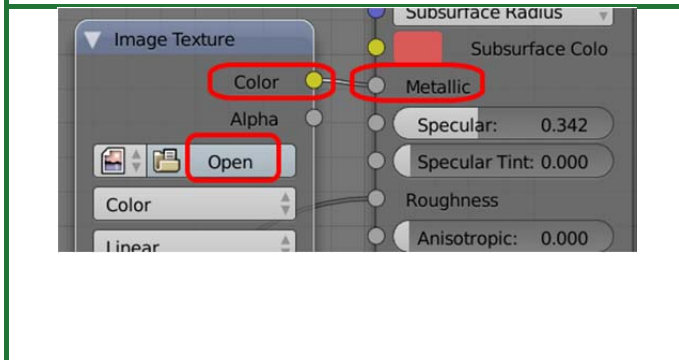 Subsurface Radius
Image Texture
Subsurface Colo
Color
Metallic
Alpha
Specular: 0.342
Open
Specular Tint: 0.000
Color
Roughness
Linear
Anisotropic: 0.000